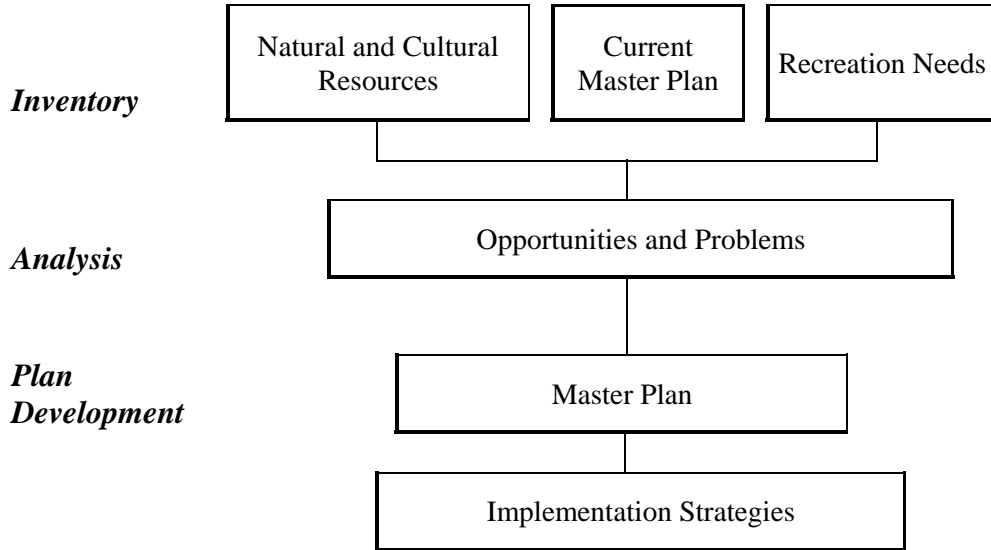 Inventory
Natural and Cultural
Resources
Current
Master Plan
Recreation Needs
Analysis
Opportunities and Problems
Plan
Development
Master Plan
Implementation Strategies